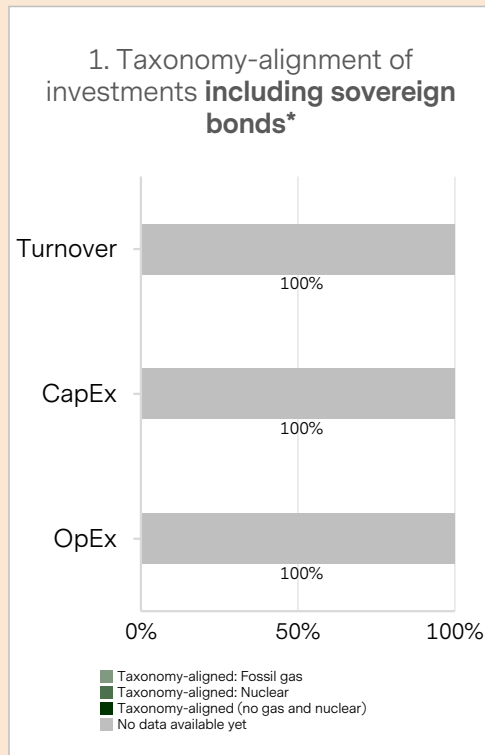 1. Taxonomy-alignment of
investments including sovereign
bonds*
Turnover
100%
CapEx
100%
OpEx
100%
0% 50% 100%
Taxonomy-aligned: Fossil gas
Taxonomy-aligned: Nuclear
Taxonomy-aligned (no gas and nuclear)
No data available yet